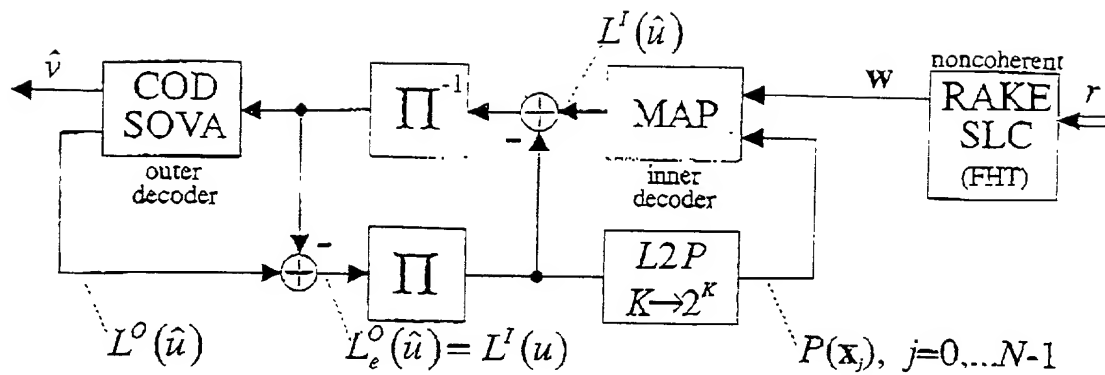 L^I(û)
v̂
COD
SOVA
outer
decoder
Π^-1
-
MAP
inner
decoder
w
noncoherent
RAKE
SLC
(FHT)
r
-
Π
L2P
K→2^K
L^O(û)
L_e^O(û) = L^I(u)
P(x_j), j=0,...N-1